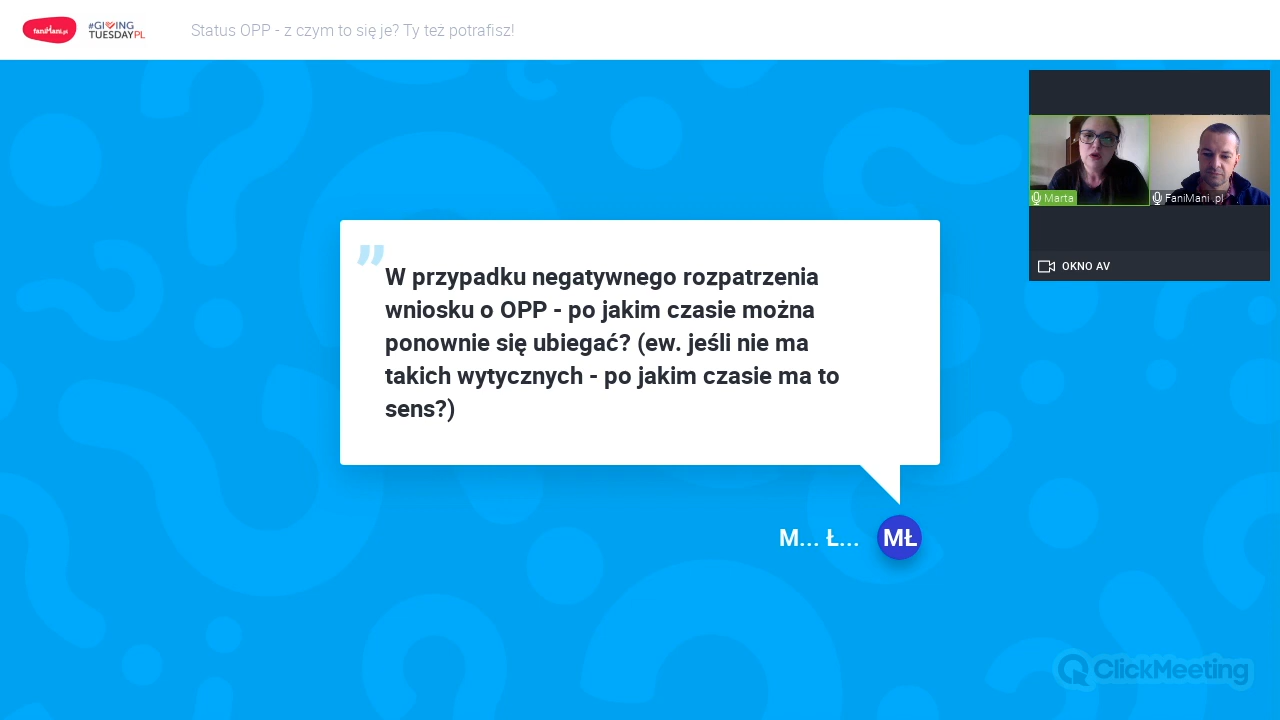 faniMani.pl
#GIVING
TUESDAYPL
Status OPP - z czym to się je? Ty też potrafisz!
W przypadku negatywnego rozpatrzenia
wniosku o OPP - po jakim czasie można
ponownie się ubiegać? (ew. jeśli nie ma
takich wytycznych - po jakim czasie ma to
sens?)
M... Ł...
MŁ
Marta
FaniMani .pl
OKNO AV
ClickMeeting